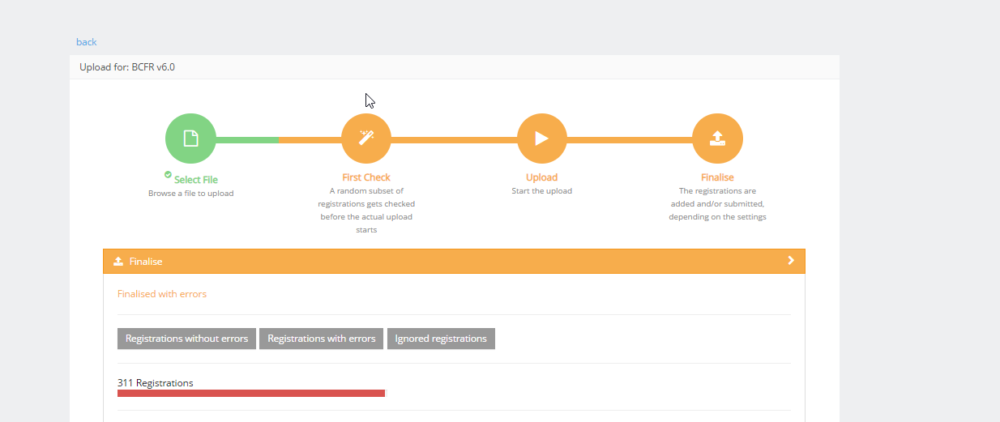 back
Upload for: BCFR v6.0
Select File
Browse a file to upload
First Check
A random subset of
registrations gets checked
before the actual upload
starts
Upload
Start the upload
Finalise
The registrations are
added and/or submitted,
depending on the settings
Finalise
Finalised with errors
Registrations without errors
Registrations with errors
Ignored registrations
311 Registrations